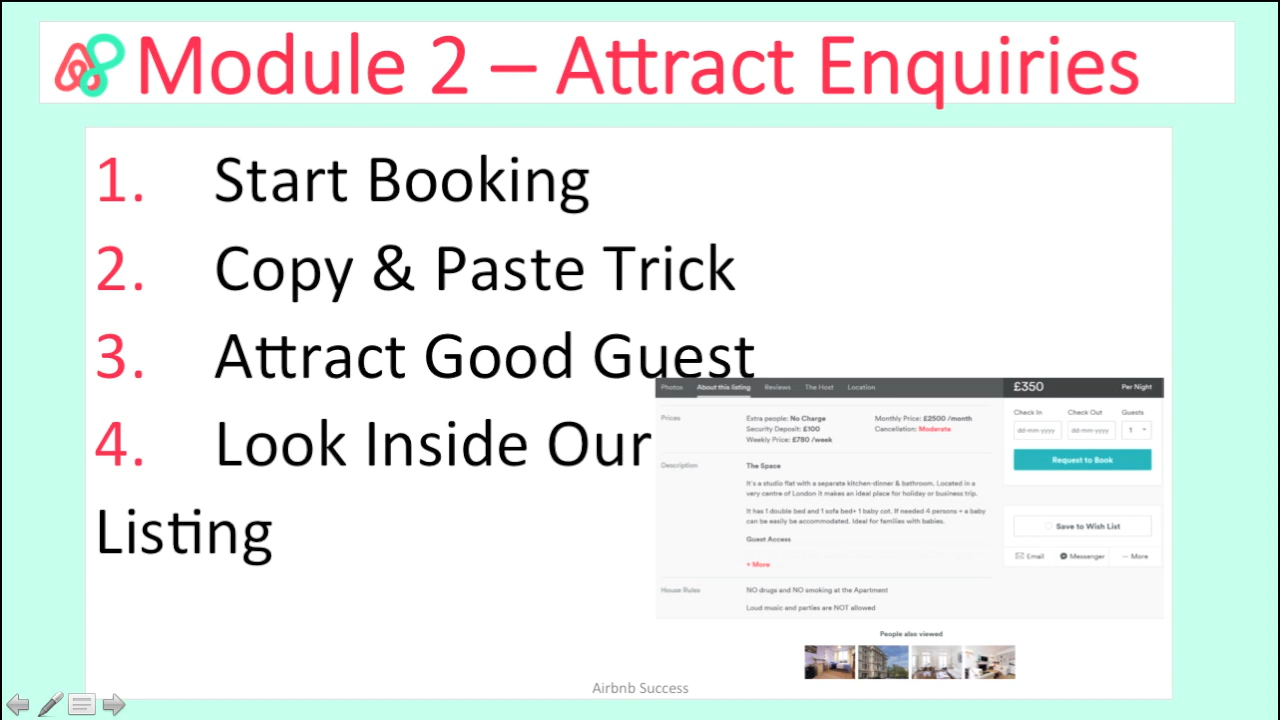 Module 2 – Attract Enquiries
1. Start Booking
2. Copy & Paste Trick
3. Attract Good Guest
4. Look Inside Our
Listing
Photos About this listing Reviews The Host Location
£350 Per Night
Prices
Extra people: No Charge
Security Deposit: £100
Weekly Price: £780 /week
Monthly Price: £2500 /month
Cancellation: Moderate
Check In Check Out Guests
dd-mm-yyyy dd-mm-yyyy 1
Request to Book
Description
The Space
It's a studio flat with a separate kitchen-dinner & bathroom. Located in a
very centre of London it makes an ideal place for holiday or business trip.
It has 1 double bed and 1 sofa bed+ 1 baby cot. If needed 4 persons + a baby
can be easily be accommodated. Ideal for families with babies.
Guest Access
+ More
Save to Wish List
Email Messenger More
House Rules
NO drugs and NO smoking at the Apartment
Loud music and parties are NOT allowed
People also viewed
Airbnb Success